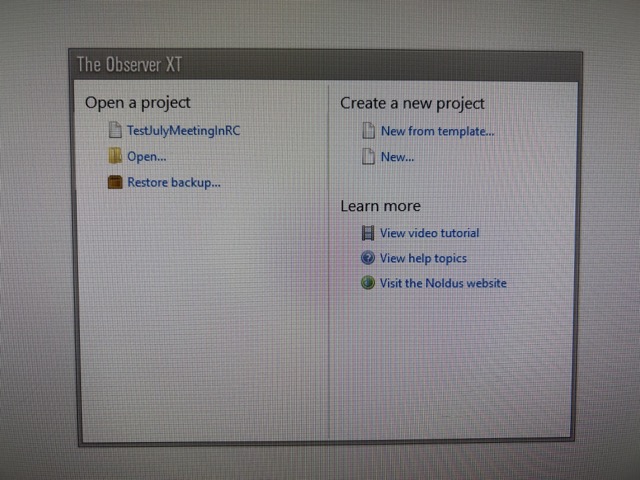 The Observer XT
Open a project
TestJulyMeetingInRC
Open...
Restore backup...
Create a new project
New from template...
New...
Learn more
View video tutorial
View help topics
Visit the Noldus website